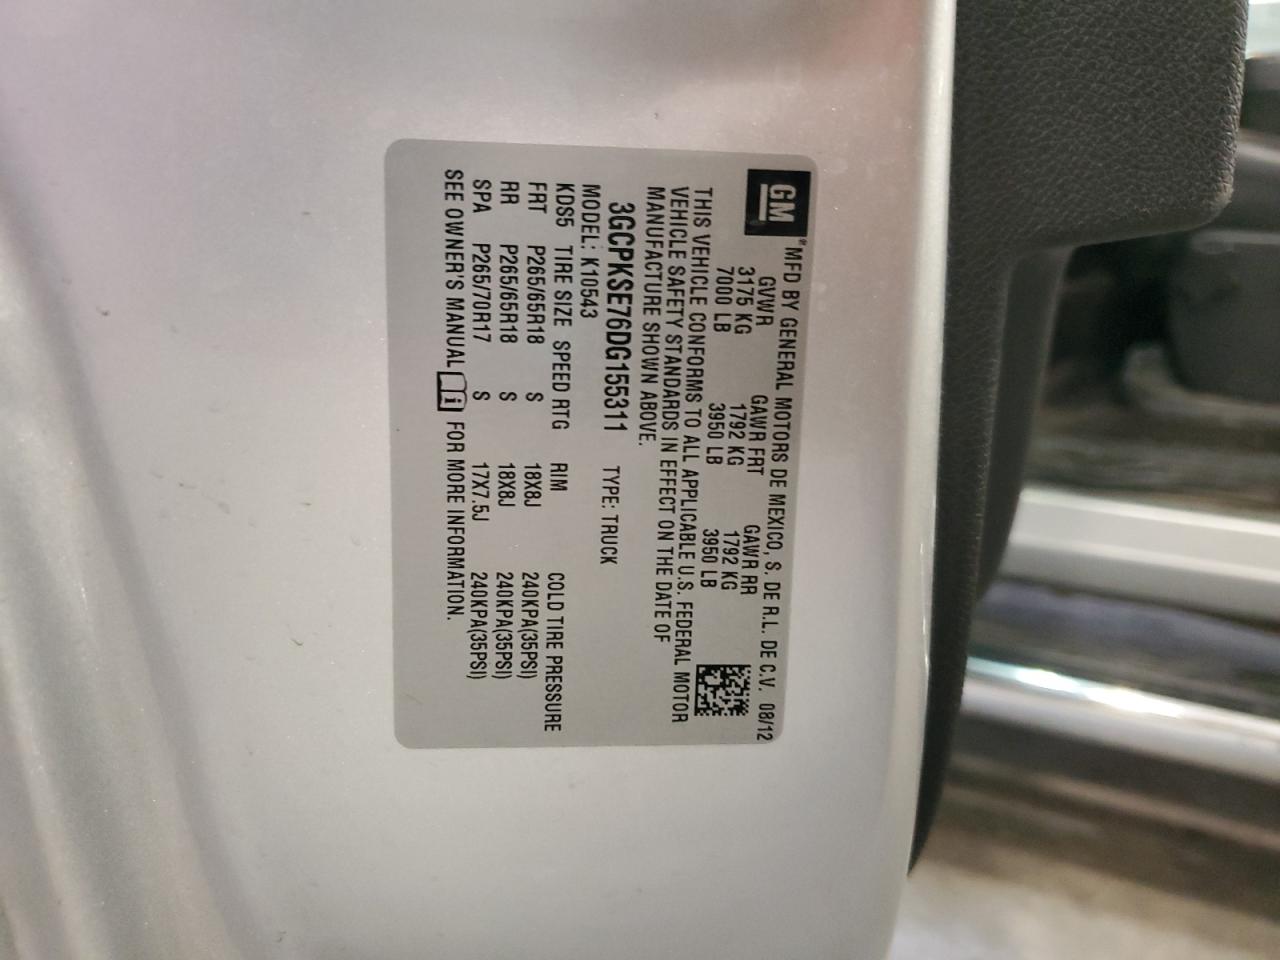 GM ® MFD BY GENERAL MOTORS DE MEXICO, S. DE R.L. DE C.V. 08/12
GVWR GAWR FRT GAWR RR
3175 KG 1792 KG 1792 KG
7000 LB 3950 LB 3950 LB
THIS VEHICLE CONFORMS TO ALL APPLICABLE U.S. FEDERAL MOTOR
VEHICLE SAFETY STANDARDS IN EFFECT ON THE DATE OF
MANUFACTURE SHOWN ABOVE.
3GCPKSE76DG155311 TYPE: TRUCK
MODEL: K10543
KDS5 TIRE SIZE SPEED RTG RIM COLD TIRE PRESSURE
FRT P265/65R18 S 18X8J 240KPA(35PSI)
RR P265/65R18 S 18X8J 240KPA(35PSI)
SPA P265/70R17 S 17X7.5J 240KPA(35PSI)
SEE OWNER'S MANUAL i FOR MORE INFORMATION.